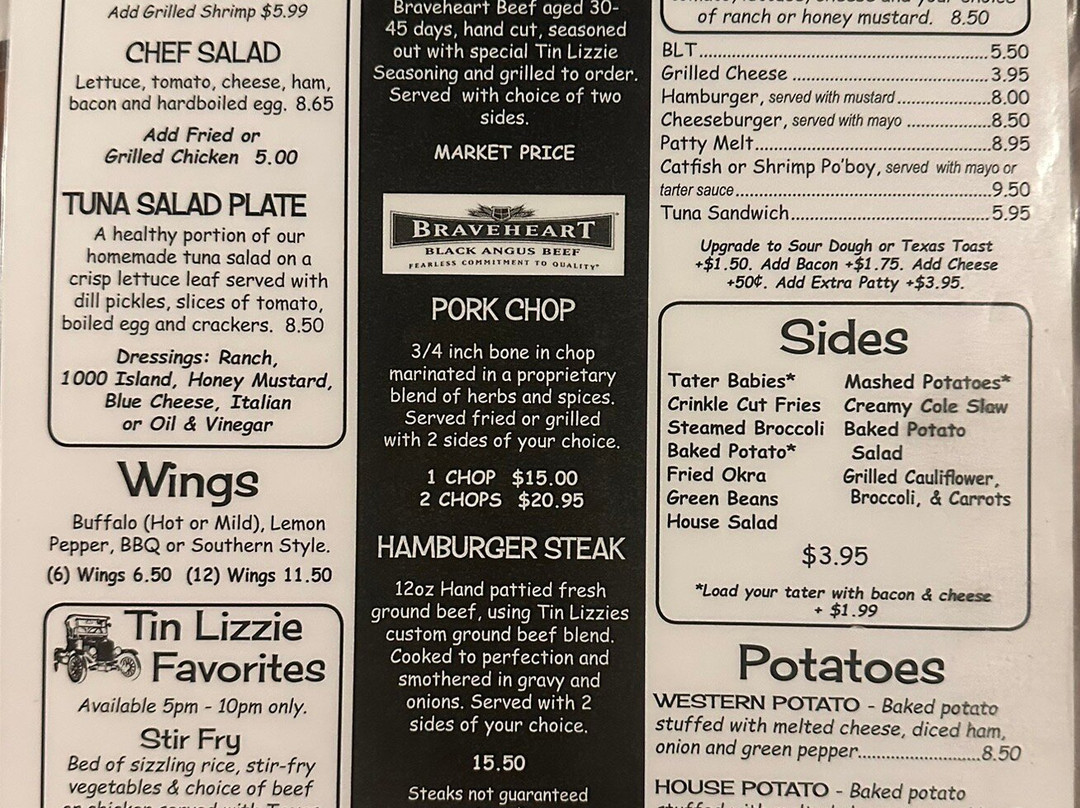 Add Grilled Shrimp $5.99
CHEF SALAD
Lettuce, tomato, cheese, ham,
bacon and hardboiled egg. 8.65
Add Fried or
Grilled Chicken 5.00
TUNA SALAD PLATE
A healthy portion of our
homemade tuna salad on a
crisp lettuce leaf served with
dill pickles, slices of tomato,
boiled egg and crackers. 8.50
Dressings: Ranch,
1000 Island, Honey Mustard,
Blue Cheese, Italian
or Oil & Vinegar
Wings
Buffalo (Hot or Mild), Lemon
Pepper, BBQ or Southern Style.
(6) Wings 6.50 (12) Wings 11.50
Tin Lizzie
Favorites
Available 5pm - 10pm only.
Stir Fry
Bed of sizzling rice, stir-fry
vegetables & choice of beef
Braveheart Beef aged 30-
45 days, hand cut, seasoned
out with special Tin Lizzie
Seasoning and grilled to order.
Served with choice of two
sides.
MARKET PRICE
BRAVEHEART
BLACK ANGUS BEEF
FEARLESS COMMITMENT TO QUALITY
PORK CHOP
3/4 inch bone in chop
marinated in a proprietary
blend of herbs and spices.
Served fried or grilled
with 2 sides of your choice.
1 CHOP $15.00
2 CHOPS $20.95
HAMBURGER STEAK
12oz Hand pattied fresh
ground beef, using Tin Lizzies
custom ground beef blend.
Cooked to perfection and
smothered in gravy and
onions. Served with 2
sides of your choice.
15.50
Steaks not guaranteed
of ranch or honey mustard. 8.50
BLT.....5.50
Grilled Cheese.....3.95
Hamburger, served with mustard.....8.00
Cheeseburger, served with mayo.....8.50
Patty Melt.....8.95
Catfish or Shrimp Po'boy, served with mayo or
tarter sauce.....9.50
Tuna Sandwich.....5.95
Upgrade to Sour Dough or Texas Toast
+$1.50. Add Bacon +$1.75. Add Cheese
+50¢. Add Extra Patty +$3.95.
Sides
Tater Babies*
Crinkle Cut Fries
Steamed Broccoli
Baked Potato*
Fried Okra
Green Beans
House Salad
Mashed Potatoes*
Creamy Cole Slaw
Baked Potato
Salad
Grilled Cauliflower,
Broccoli, & Carrots
$3.95
*Load your tater with bacon & cheese
+ $1.99
Potatoes
WESTERN POTATO - Baked potato
stuffed with melted cheese, diced ham,
onion and green pepper.....8.50
HOUSE POTATO - Baked potato